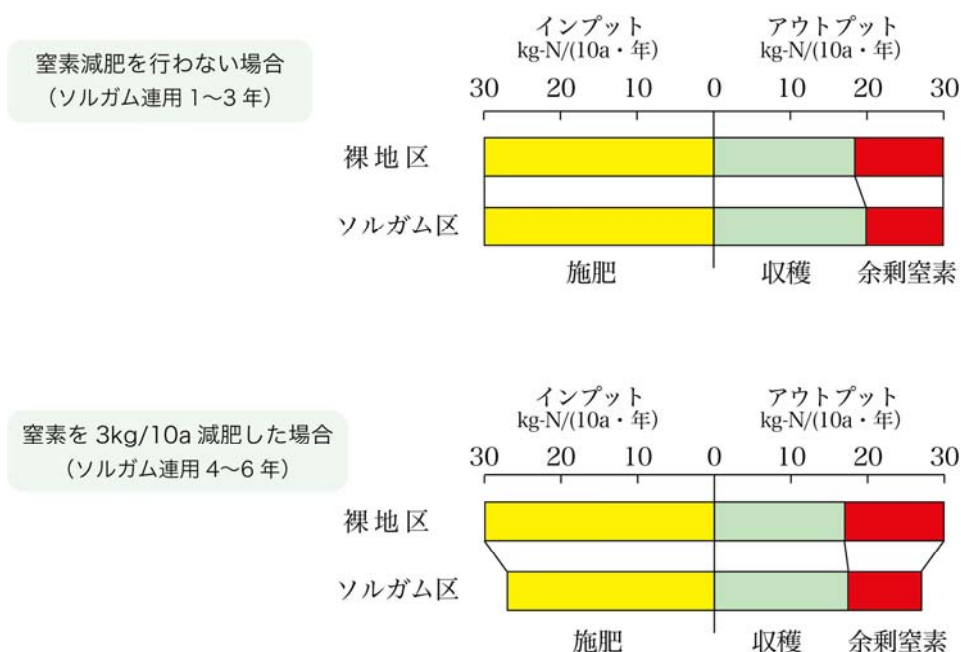 窒素減肥を行わない場合
（ソルガム連用 1〜3 年）
インプット
kg-N/(10a・年)
アウトプット
kg-N/(10a・年)
30 20 10 0 10 20 30
裸地区
ソルガム区
施肥 収穫 余剰窒素
窒素を 3kg/10a 減肥した場合
（ソルガム連用 4〜6 年）
インプット
kg-N/(10a・年)
アウトプット
kg-N/(10a・年)
30 20 10 0 10 20 30
裸地区
ソルガム区
施肥 収穫 余剰窒素